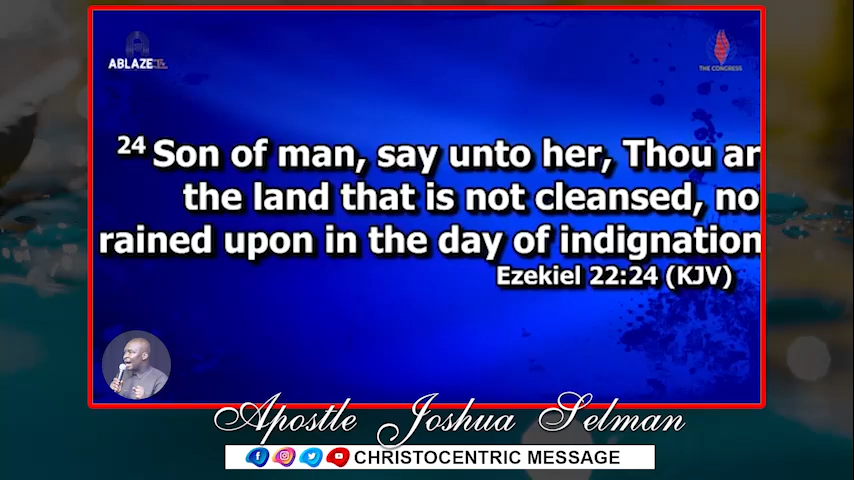 ABLAZE TV
THE CONGRESS
24 Son of man, say unto her, Thou ar
the land that is not cleansed, no
rained upon in the day of indignation
Ezekiel 22:24 (KJV)
Apostle Joshua Selman
CHRISTOCENTRIC MESSAGE